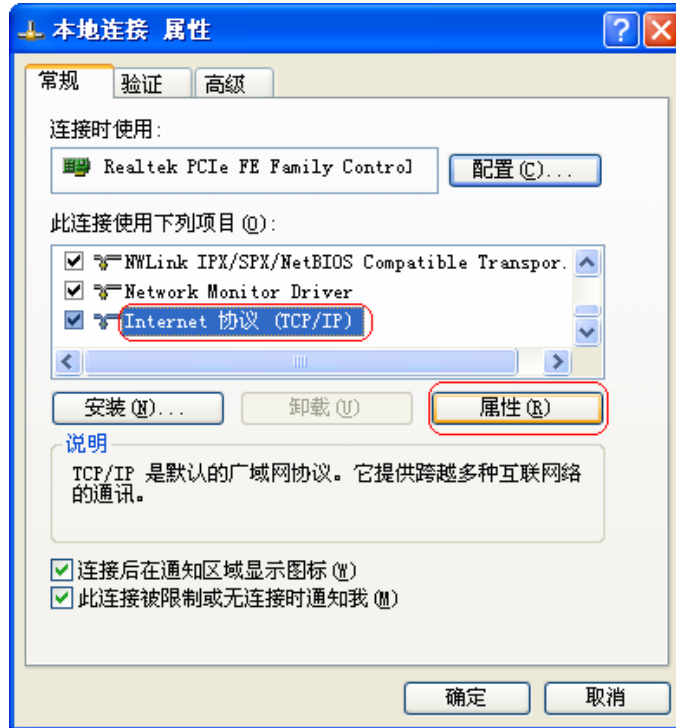 本地连接 属性
常规 验证 高级
连接时使用:
Realtek PCIe FE Family Control
配置(C)...
此连接使用下列项目(O):
NWLink IPX/SPX/NetBIOS Compatible Transpor.
Network Monitor Driver
Internet 协议 (TCP/IP)
安装(N)... 卸载(U) 属性(R)
说明
TCP/IP 是默认的广域网协议。它提供跨越多种互联网络
的通讯。
连接后在通知区域显示图标(W)
此连接被限制或无连接时通知我(M)
确定 取消